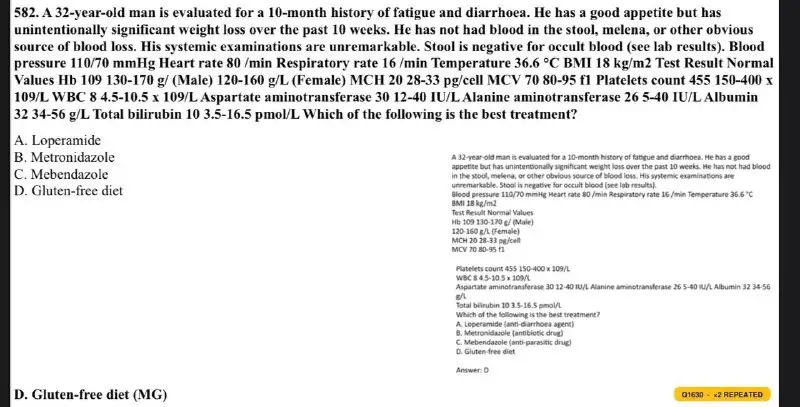 582. A 32-year-old man is evaluated for a 10-month history of fatigue and diarrhoea. He has a good appetite but has
unintentionally significant weight loss over the past 10 weeks. He has not had blood in the stool, melena, or other obvious
source of blood loss. His systemic examinations are unremarkable. Stool is negative for occult blood (see lab results). Blood
pressure 110/70 mmHg Heart rate 80 /min Respiratory rate 16 /min Temperature 36.6 °C BMI 18 kg/m2 Test Result Normal
Values Hb 109 130-170 g/ (Male) 120-160 g/L (Female) MCH 20 28-33 pg/cell MCV 70 80-95 f1 Platelets count 455 150-400 x
109/L WBC 8 4.5-10.5 x 109/L Aspartate aminotransferase 30 12-40 IU/L Alanine aminotransferase 26 5-40 IU/L Albumin
32 34-56 g/L Total bilirubin 10 3.5-16.5 pmol/L Which of the following is the best treatment?
A. Loperamide
B. Metronidazole
C. Mebendazole
D. Gluten-free diet
A 32-year-old man is evaluated for a 10-month history of fatigue and diarrhoea. He has a good
appetite but has unintentionally significant weight loss over the past 10 weeks. He has not had blood
in the stool, melena, or other obvious source of blood loss. His systemic examinations are
unremarkable. Stool is negative for occult blood (see lab results).
Blood pressure 110/70 mmHg Heart rate 80 /min Respiratory rate 16 /min Temperature 36.6 °C
BMI 18 kg/m2
Test Result Normal Values
Hb 109 130-170 g/ (Male)
120-160 g/L (Female)
MCH 20 28-33 pg/cell
MCV 70 80-95 f1
Platelets count 455 150-400 x 109/L
WBC 8 4.5-10.5 x 109/L
Aspartate aminotransferase 30 12-40 IU/L Alanine aminotransferase 26 5-40 IU/L Albumin 32 34-56
g/L
Total bilirubin 10 3.5-16.5 pmol/L
Which of the following is the best treatment?
A. Loperamide (anti-diarrhoea agent)
B. Metronidazole (antibiotic drug)
C. Mebendazole (anti-parasitic drug)
D. Gluten-free diet
Answer: D
D. Gluten-free diet (MG)
Q1630 - x2 REPEATED